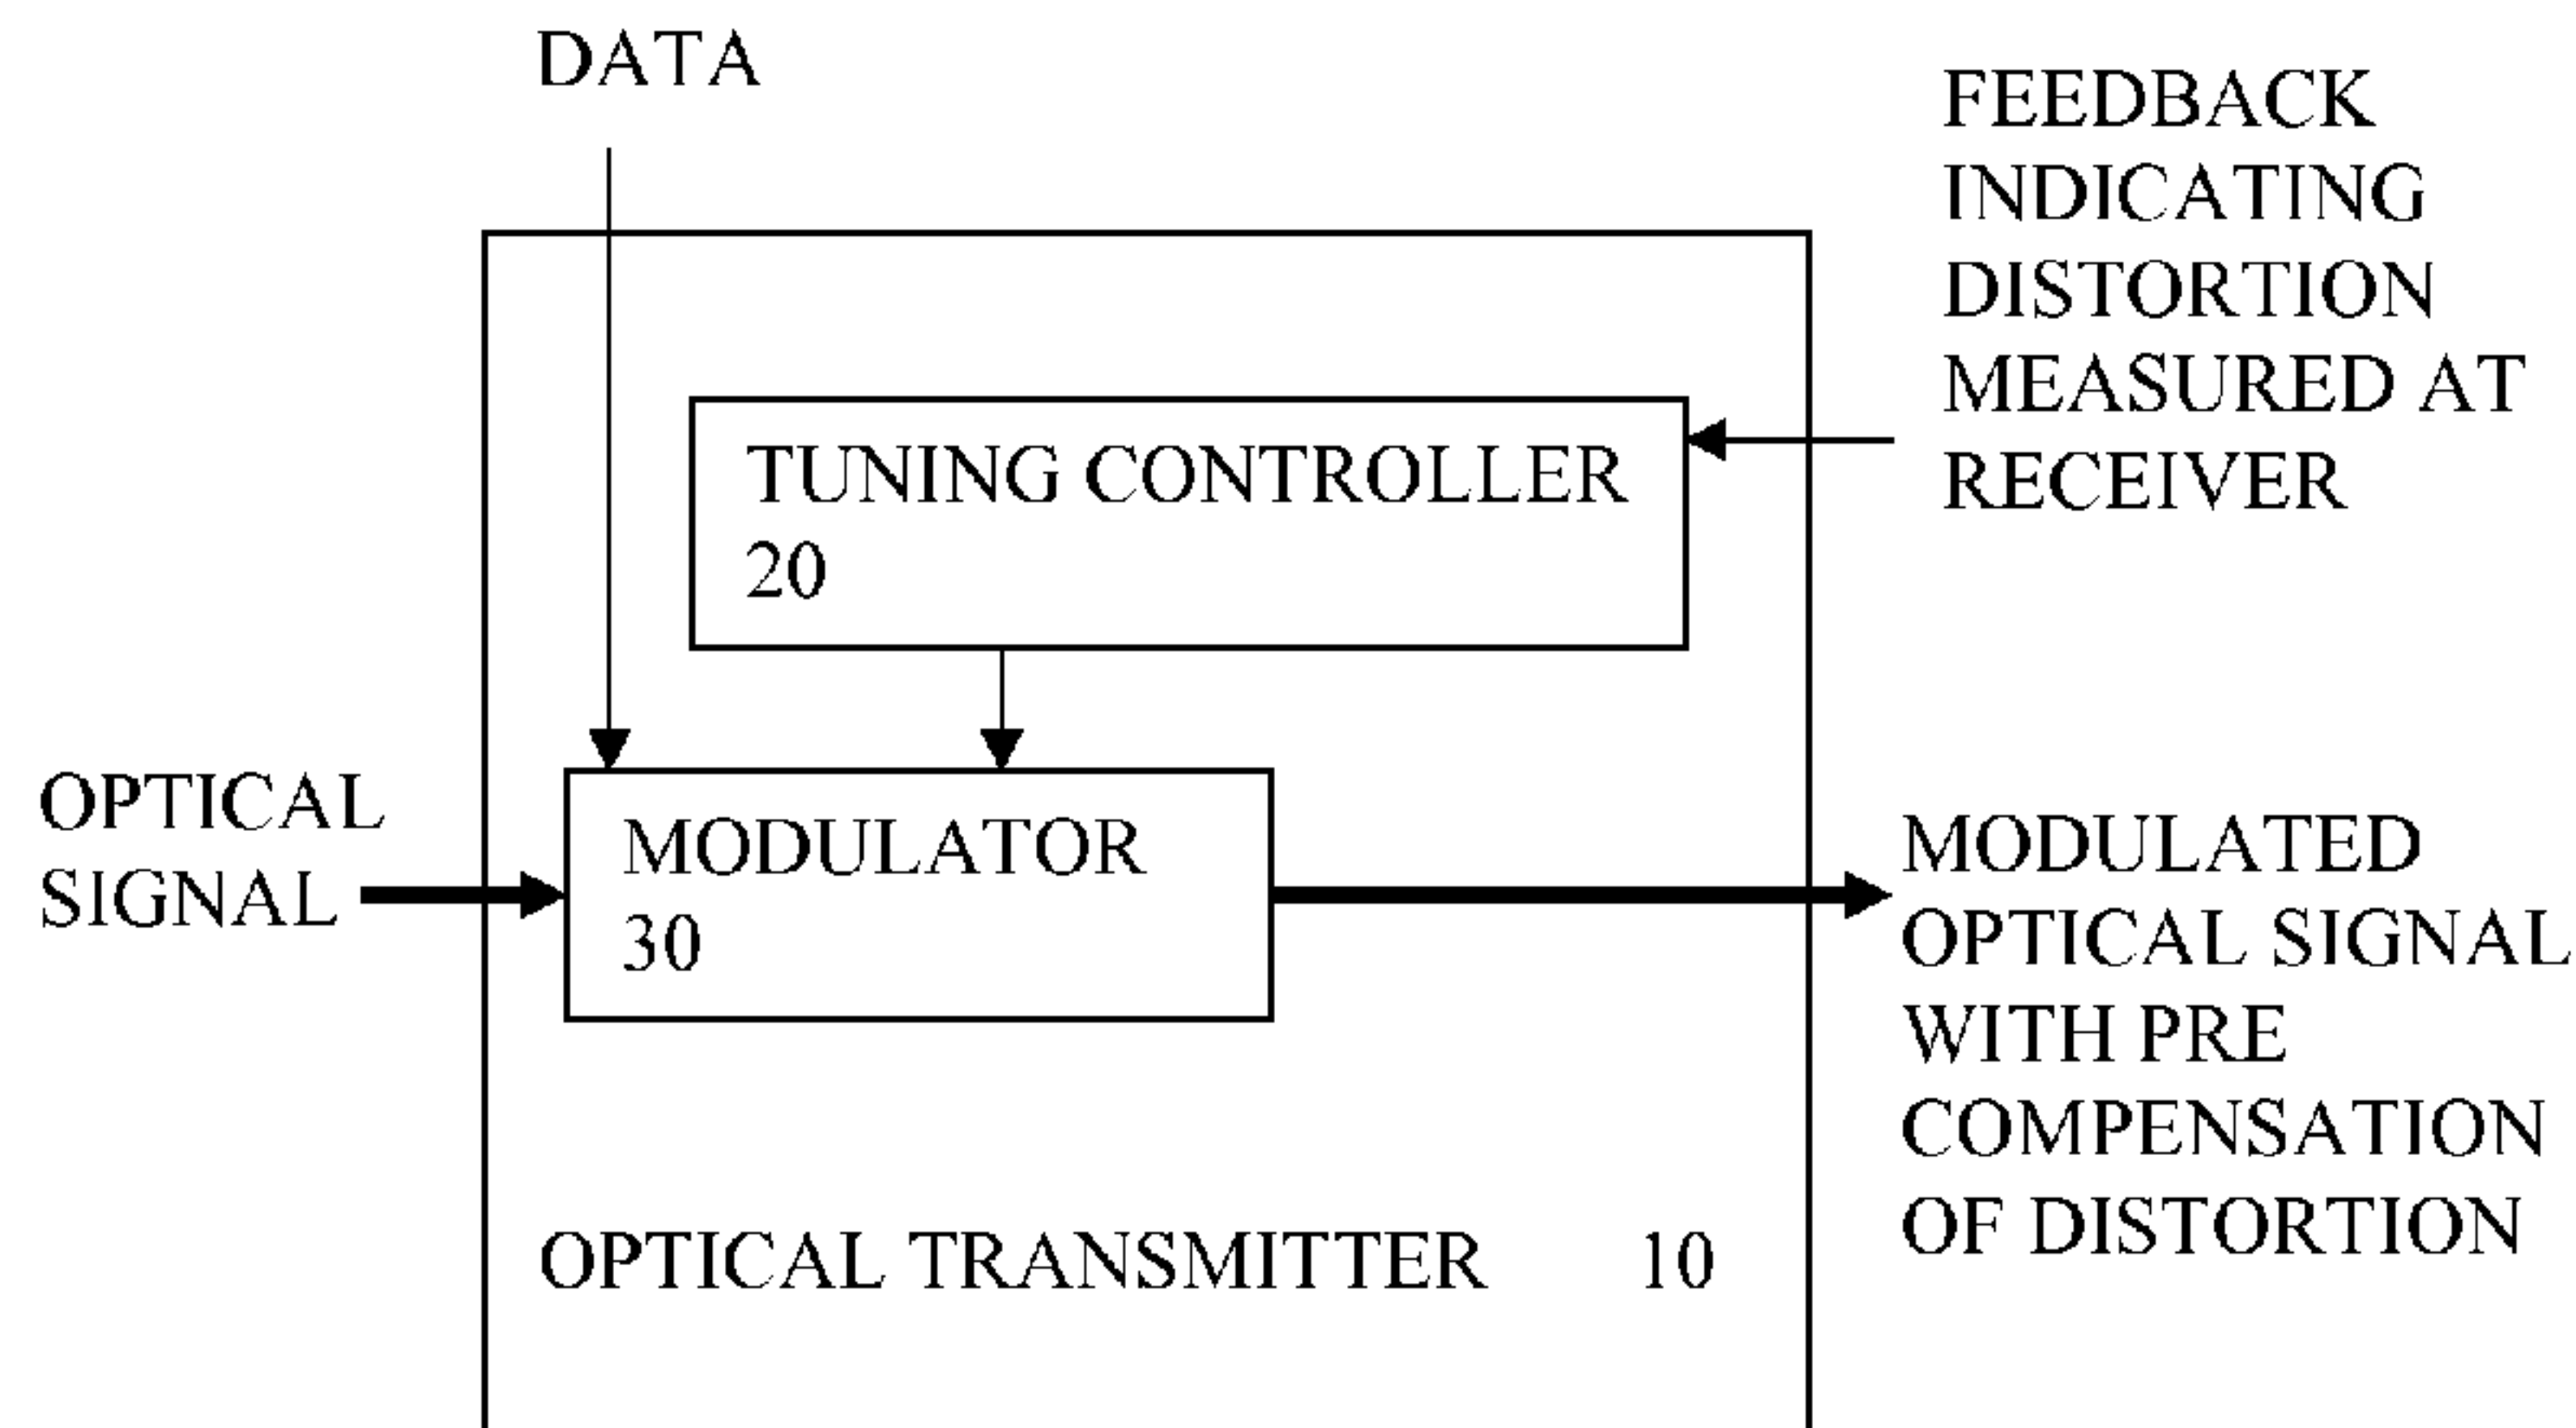 DATA
FEEDBACK
INDICATING
DISTORTION
MEASURED AT
RECEIVER
TUNING CONTROLLER
20
OPTICAL
SIGNAL
MODULATOR
30
MODULATED
OPTICAL SIGNAL
WITH PRE
COMPENSATION
OF DISTORTION
OPTICAL TRANSMITTER 10